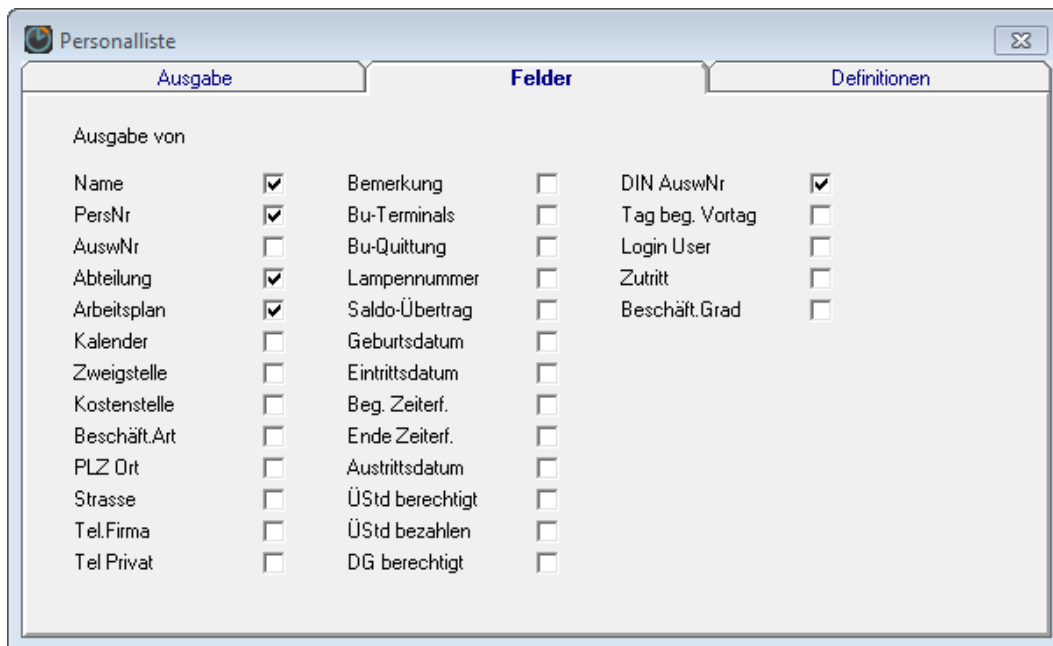 Personalliste
Ausgabe Felder Definitionen
Ausgabe von
Name Bemerkung DIN AuswNr
PersNr Bu-Terminals Tag beg. Vortag
AuswNr Bu-Quittung Login User
Abteilung Lampennummer Zutritt
Arbeitsplan Saldo-Übertrag Beschäft.Grad
Kalender Geburtsdatum
Zweigstelle Eintrittsdatum
Kostenstelle Beg. Zeiterf.
Beschäft.Art Ende Zeiterf.
PLZ Ort Austrittsdatum
Strasse ÜStd berechtigt
Tel.Firma ÜStd bezahlen
Tel Privat DG berechtigt